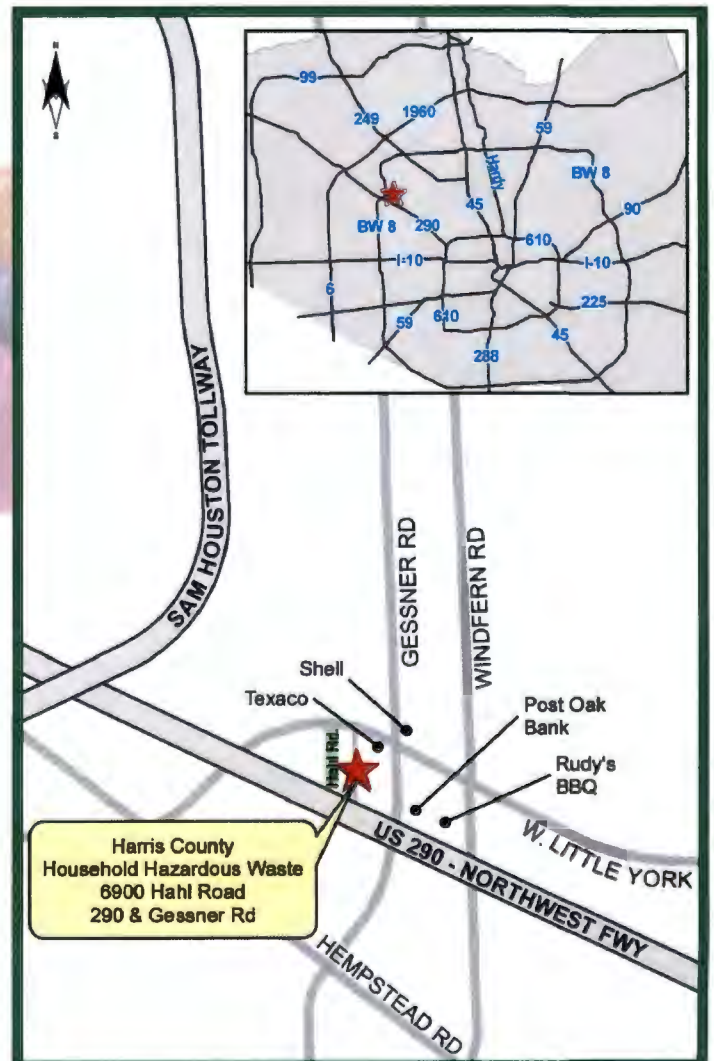 N
S
99
249
1960
59
Hardy
BW 8
45
90
BW 8
290
610
I-10
I-10
6
225
59
610
45
288
SAM HOUSTON TOLLWAY
GESSNER RD
WINDFERN RD
Shell
Texaco
Post Oak
Bank
Hahl Rd.
Rudy's
BBQ
Harris County
Household Hazardous Waste
6900 Hahl Road
290 & Gessner Rd
US 290 - NORTHWEST FWY
W. LITTLE YORK
HEMPSTEAD RD